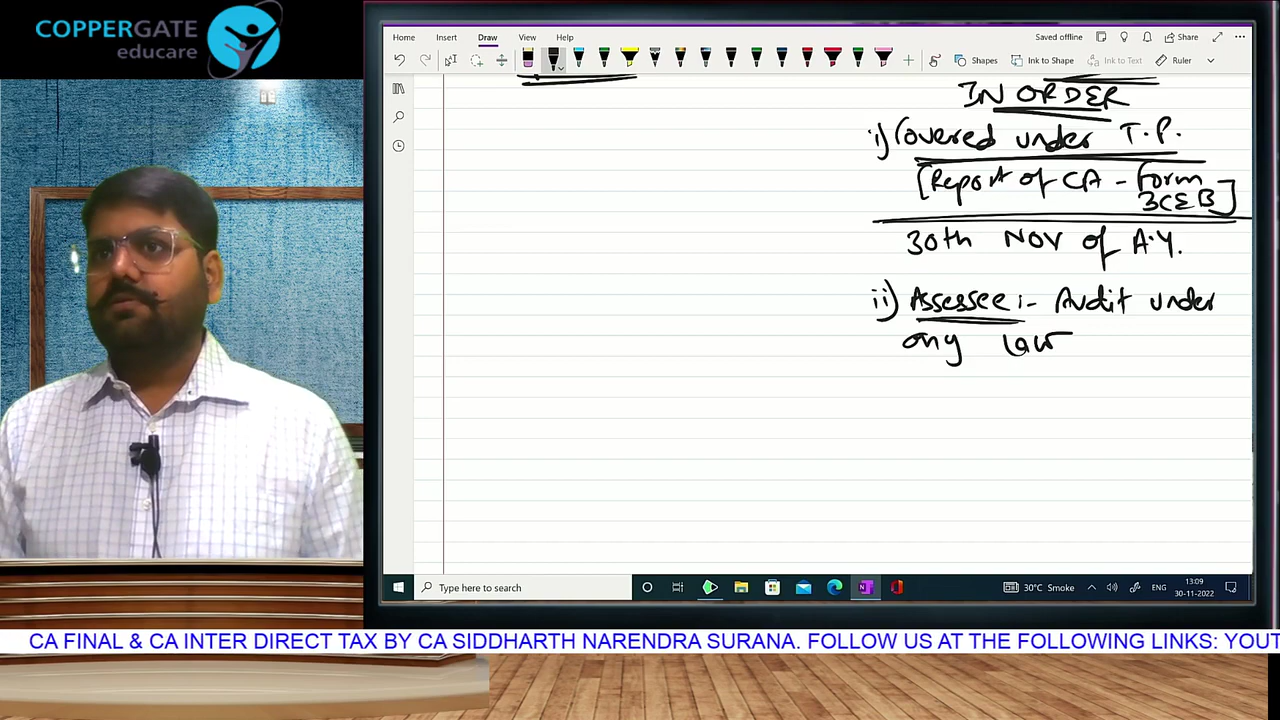 COPPERGATE
educare
Home Insert Draw View Help
Saved offline
Share
Shapes
Ink to Shape
Ink to Text
Ruler
IN ORDER
i) Covered under T.P.
[Report of CA - Form
3CEB]
30th NOV of A.Y.
ii) Assessee :- Audit under
any law
Type here to search
30°C Smoke
ENG
13:09
30-11-2022
CA FINAL & CA INTER DIRECT TAX BY CA SIDDHARTH NARENDRA SURANA. FOLLOW US AT THE FOLLOWING LINKS: YOUT